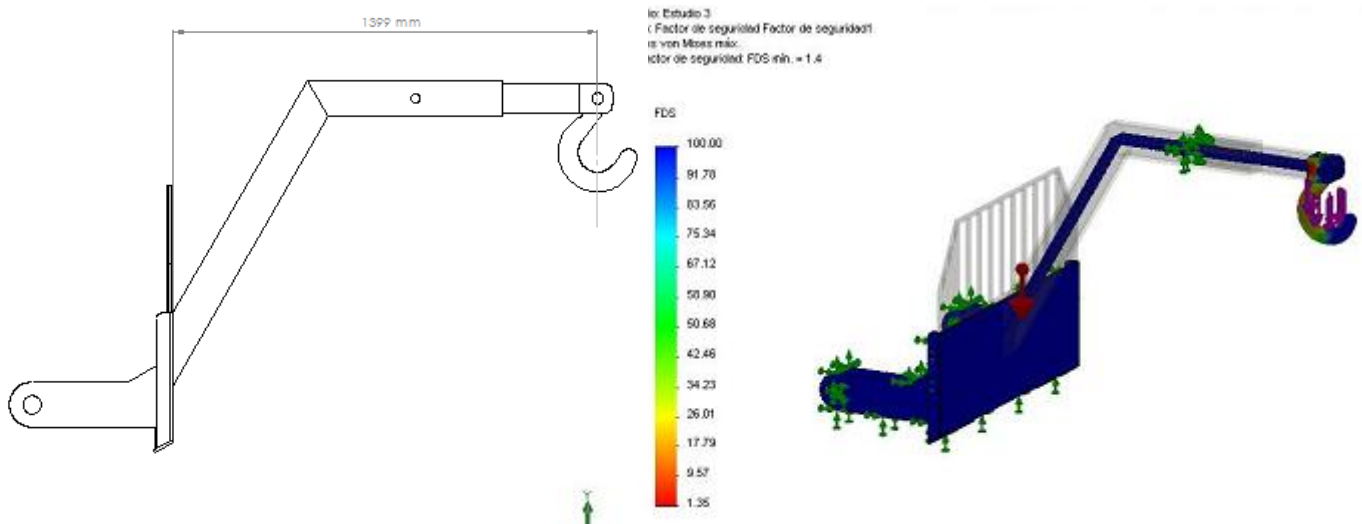 1399 mm
io: Estudio 3
: Factor de seguridad Factor de seguridad1
von Mises máx.
actor de seguridad: FDS mín. = 1.4
FDS
100.00
91.78
83.56
75.34
67.12
58.90
50.68
42.46
34.23
26.01
17.79
9.57
1.35
Y